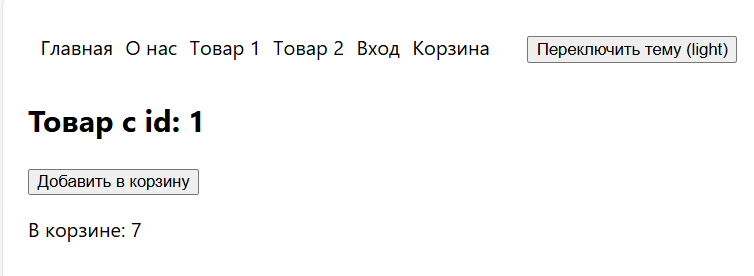 Главная О нас Товар 1 Товар 2 Вход Корзина Переключить тему (light)
Товар с id: 1
Добавить в корзину
В корзине: 7